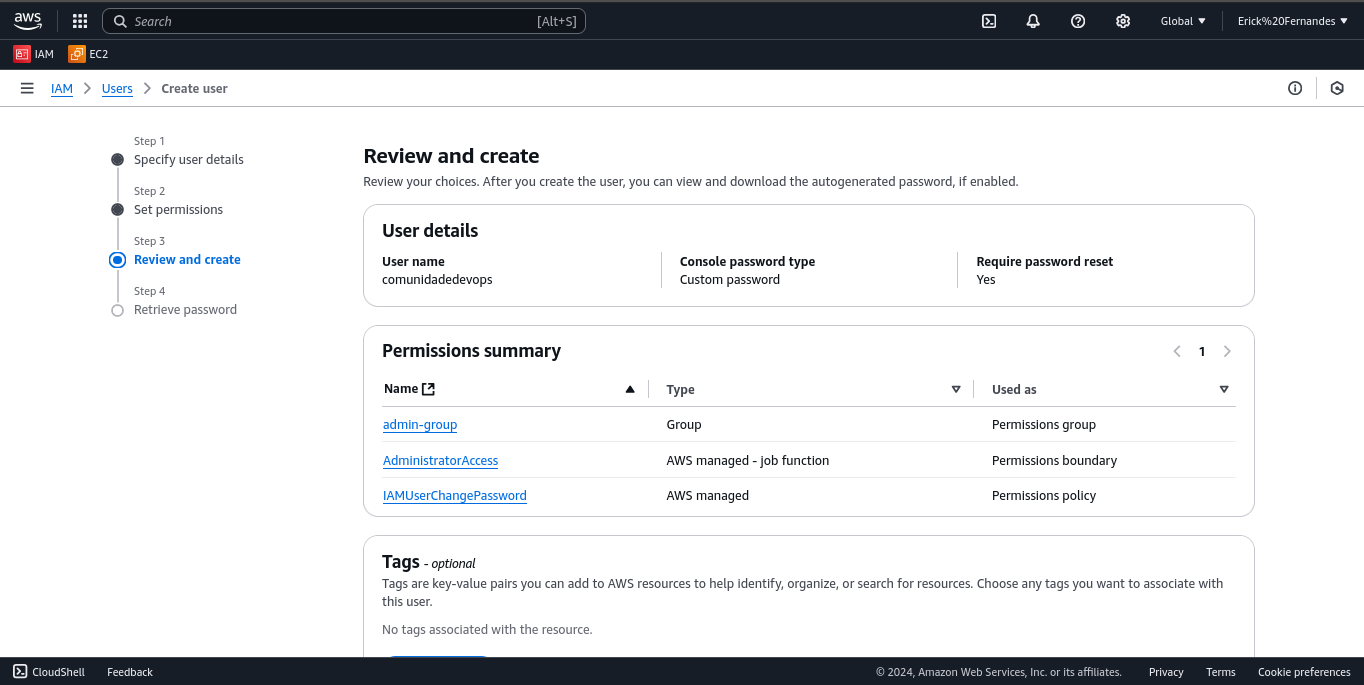 aws
Search [Alt+S] Global Erick%20Fernandes
IAM EC2
IAM Users Create user
Step 1
Specify user details
Step 2
Set permissions
Step 3
Review and create
Step 4
Retrieve password
Review and create
Review your choices. After you create the user, you can view and download the autogenerated password, if enabled.
User details
User name Console password type Require password reset
comunidadedevops Custom password Yes
Permissions summary 1
Name Type Used as
admin-group Group Permissions group
AdministratorAccess AWS managed - job function Permissions boundary
IAMUserChangePassword AWS managed Permissions policy
Tags - optional
Tags are key-value pairs you can add to AWS resources to help identify, organize, or search for resources. Choose any tags you want to associate with
this user.
No tags associated with the resource.
CloudShell Feedback © 2024, Amazon Web Services, Inc. or its affiliates. Privacy Terms Cookie preferences